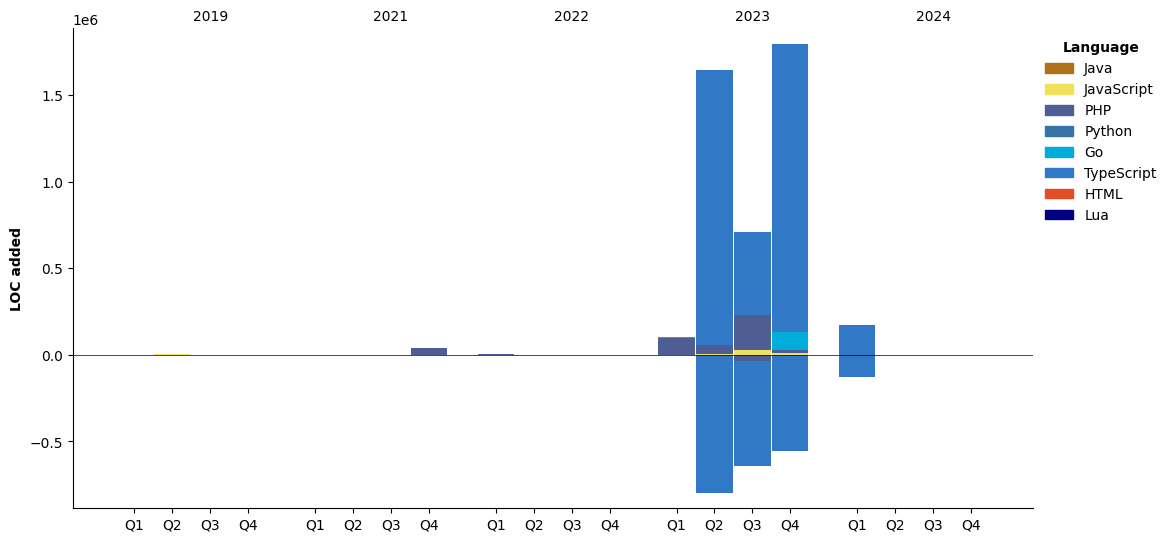 1e6
2019 2021 2022 2023 2024
Language
Java
JavaScript
PHP
Python
Go
TypeScript
HTML
Lua
LOC added
1.5
1.0
0.5
0.0
−0.5
Q1 Q2 Q3 Q4 Q1 Q2 Q3 Q4 Q1 Q2 Q3 Q4 Q1 Q2 Q3 Q4 Q1 Q2 Q3 Q4